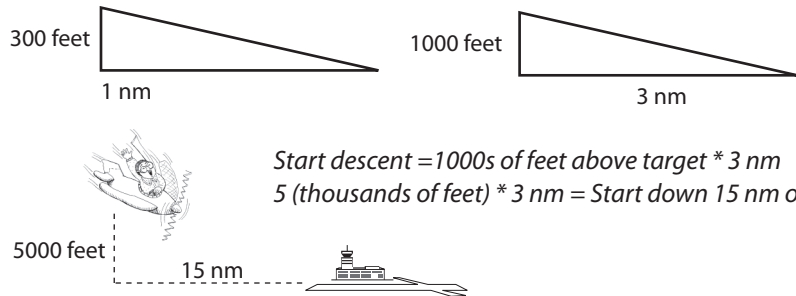 300 feet
1 nm
1000 feet
3 nm
Start descent =1000s of feet above target * 3 nm
5 (thousands of feet) * 3 nm = Start down 15 nm o
5000 feet
15 nm